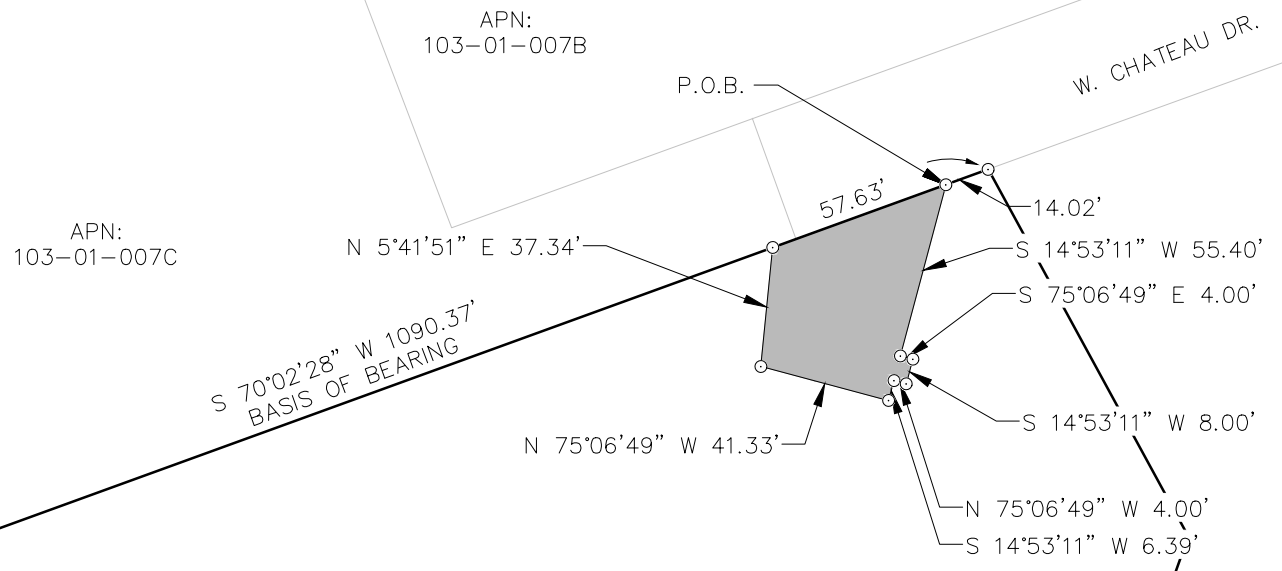 APN:
103-01-007B
W. CHATEAU DR.
P.O.B.
57.63'
14.02'
APN:
103-01-007C
N 5°41'51" E 37.34'
S 14°53'11" W 55.40'
S 75°06'49" E 4.00'
S 70°02'28" W 1090.37'
BASIS OF BEARING
S 14°53'11" W 8.00'
N 75°06'49" W 41.33'
N 75°06'49" W 4.00'
S 14°53'11" W 6.39'